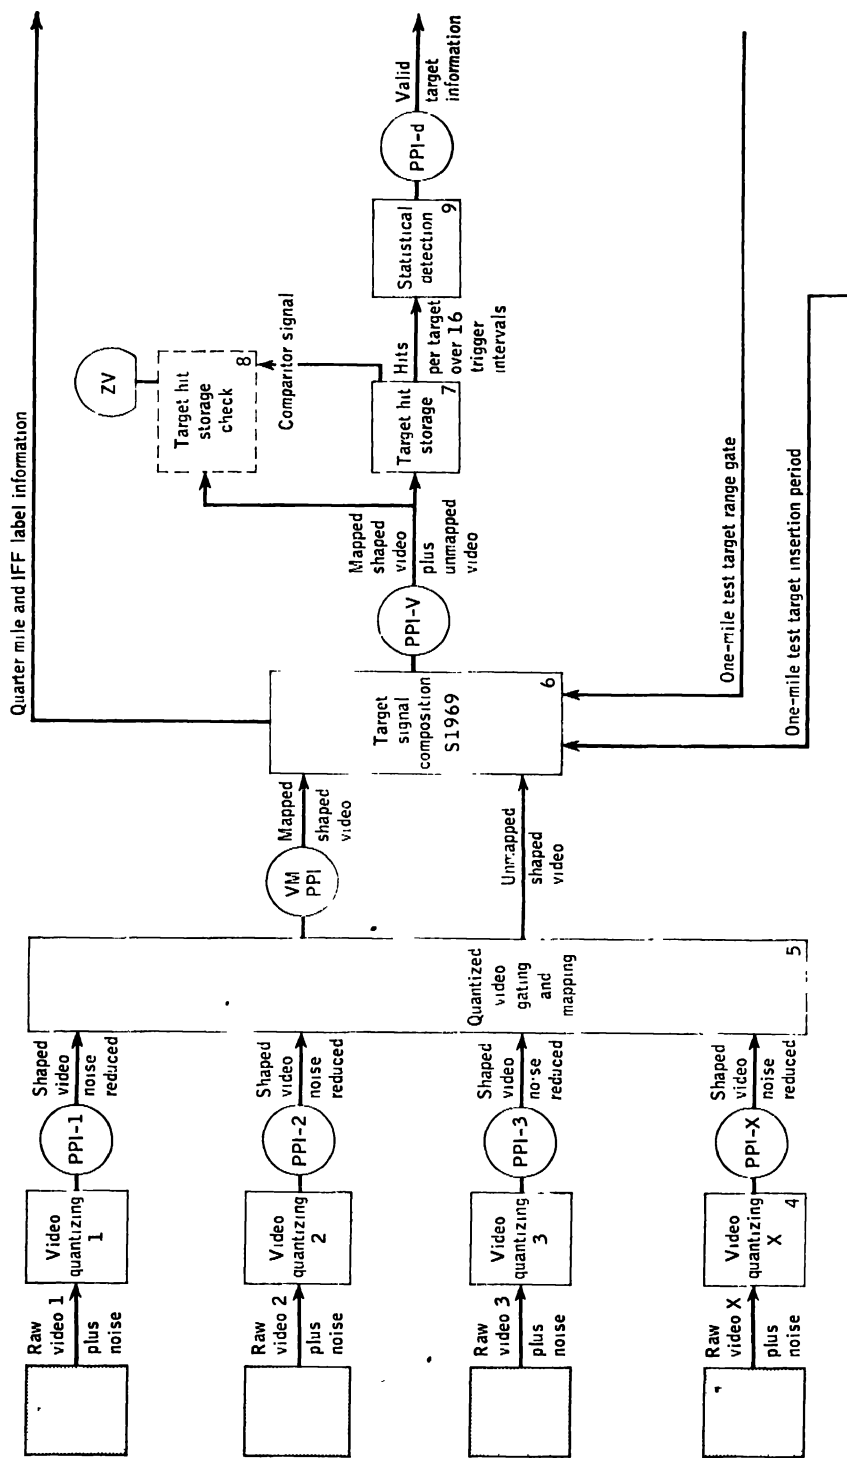 Quarter mile and IFF label information
Raw
video 1
plus
noise
Video
quantizing
1
PPI-1
Shaped
video
noise
reduced
Raw
video 2
plus
noise
Video
quantizing
2
PPI-2
Shaped
video
noise
reduced
Raw
video 3
plus
noise
Video
quantizing
3
PPI-3
Shaped
video
noise
reduced
Raw
video X
plus
noise
Video
quantizing
X
4
PPI-X
Shaped
video
noise
reduced
Quantized
video
gating
and
mapping
5
VM
PPI
Mapped
shaped
video
Unmapped
shaped
video
Target
signal
composition
S1969
6
PPI-V
Mapped
shaped
video
plus
unmapped
video
Target hit
storage
check
8
ZV
Comparitor signal
Target hit
storage
7
Hits
per target
over 16
trigger
intervals
Statistical
detection
9
PPI-d
Valid
target
information
One-mile test target range gate
One-mile test target insertion period